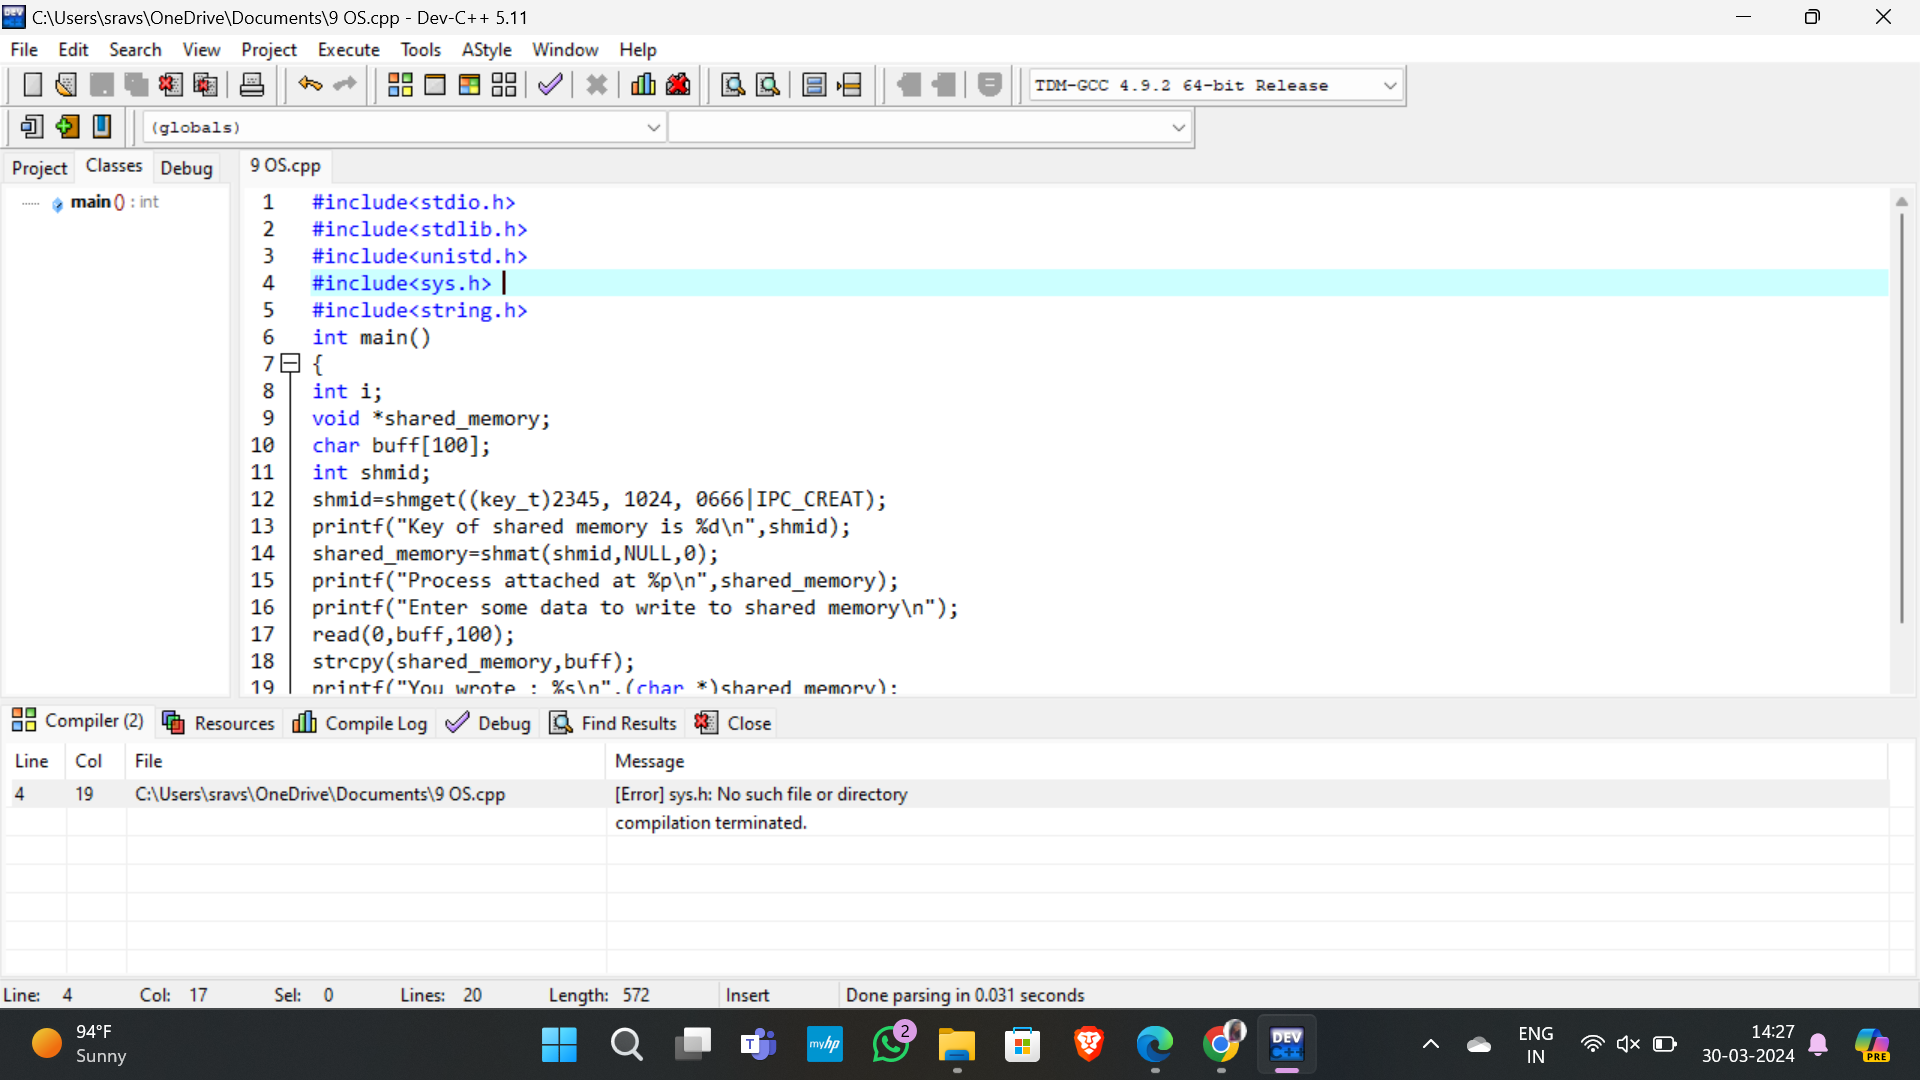 C:\Users\sravs\OneDrive\Documents\9 OS.cpp - Dev-C++ 5.11
File Edit Search View Project Execute Tools AStyle Window Help
TDM-GCC 4.9.2 64-bit Release
(globals)
Project Classes Debug 9 OS.cpp
main () : int
1 #include<stdio.h>
2 #include<stdlib.h>
3 #include<unistd.h>
4 #include<sys.h>
5 #include<string.h>
6 int main()
7 {
8 int i;
9 void *shared_memory;
10 char buff[100];
11 int shmid;
12 shmid=shmget((key_t)2345, 1024, 0666|IPC_CREAT);
13 printf("Key of shared memory is %d\n",shmid);
14 shared_memory=shmat(shmid,NULL,0);
15 printf("Process attached at %p\n",shared_memory);
16 printf("Enter some data to write to shared memory\n");
17 read(0,buff,100);
18 strcpy(shared_memory,buff);
19 printf("You wrote : %s\n",(char *)shared_memory);
Compiler (2) Resources Compile Log Debug Find Results Close
Line Col File Message
4 19 C:\Users\sravs\OneDrive\Documents\9 OS.cpp [Error] sys.h: No such file or directory
compilation terminated.
Line: 4 Col: 17 Sel: 0 Lines: 20 Length: 572 Insert Done parsing in 0.031 seconds
94°F
Sunny
T
myhp
2
DEV
C++
ENG
IN
14:27
30-03-2024
PRE